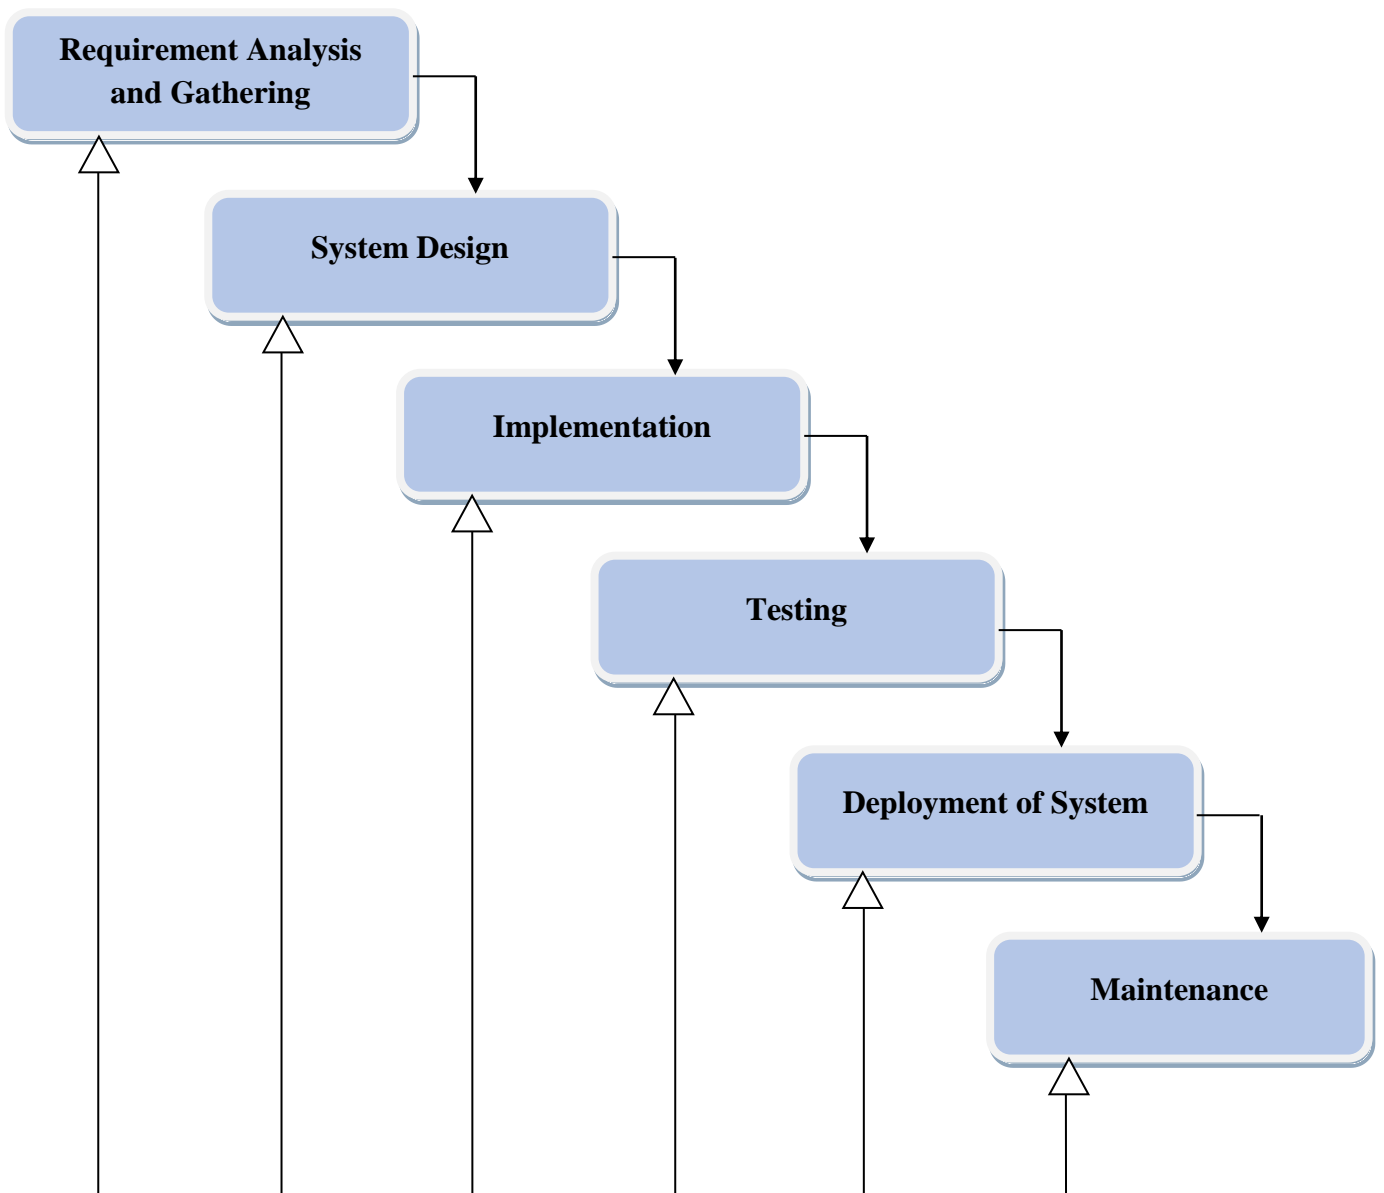 Requirement Analysis
and Gathering
System Design
Implementation
Testing
Deployment of System
Maintenance